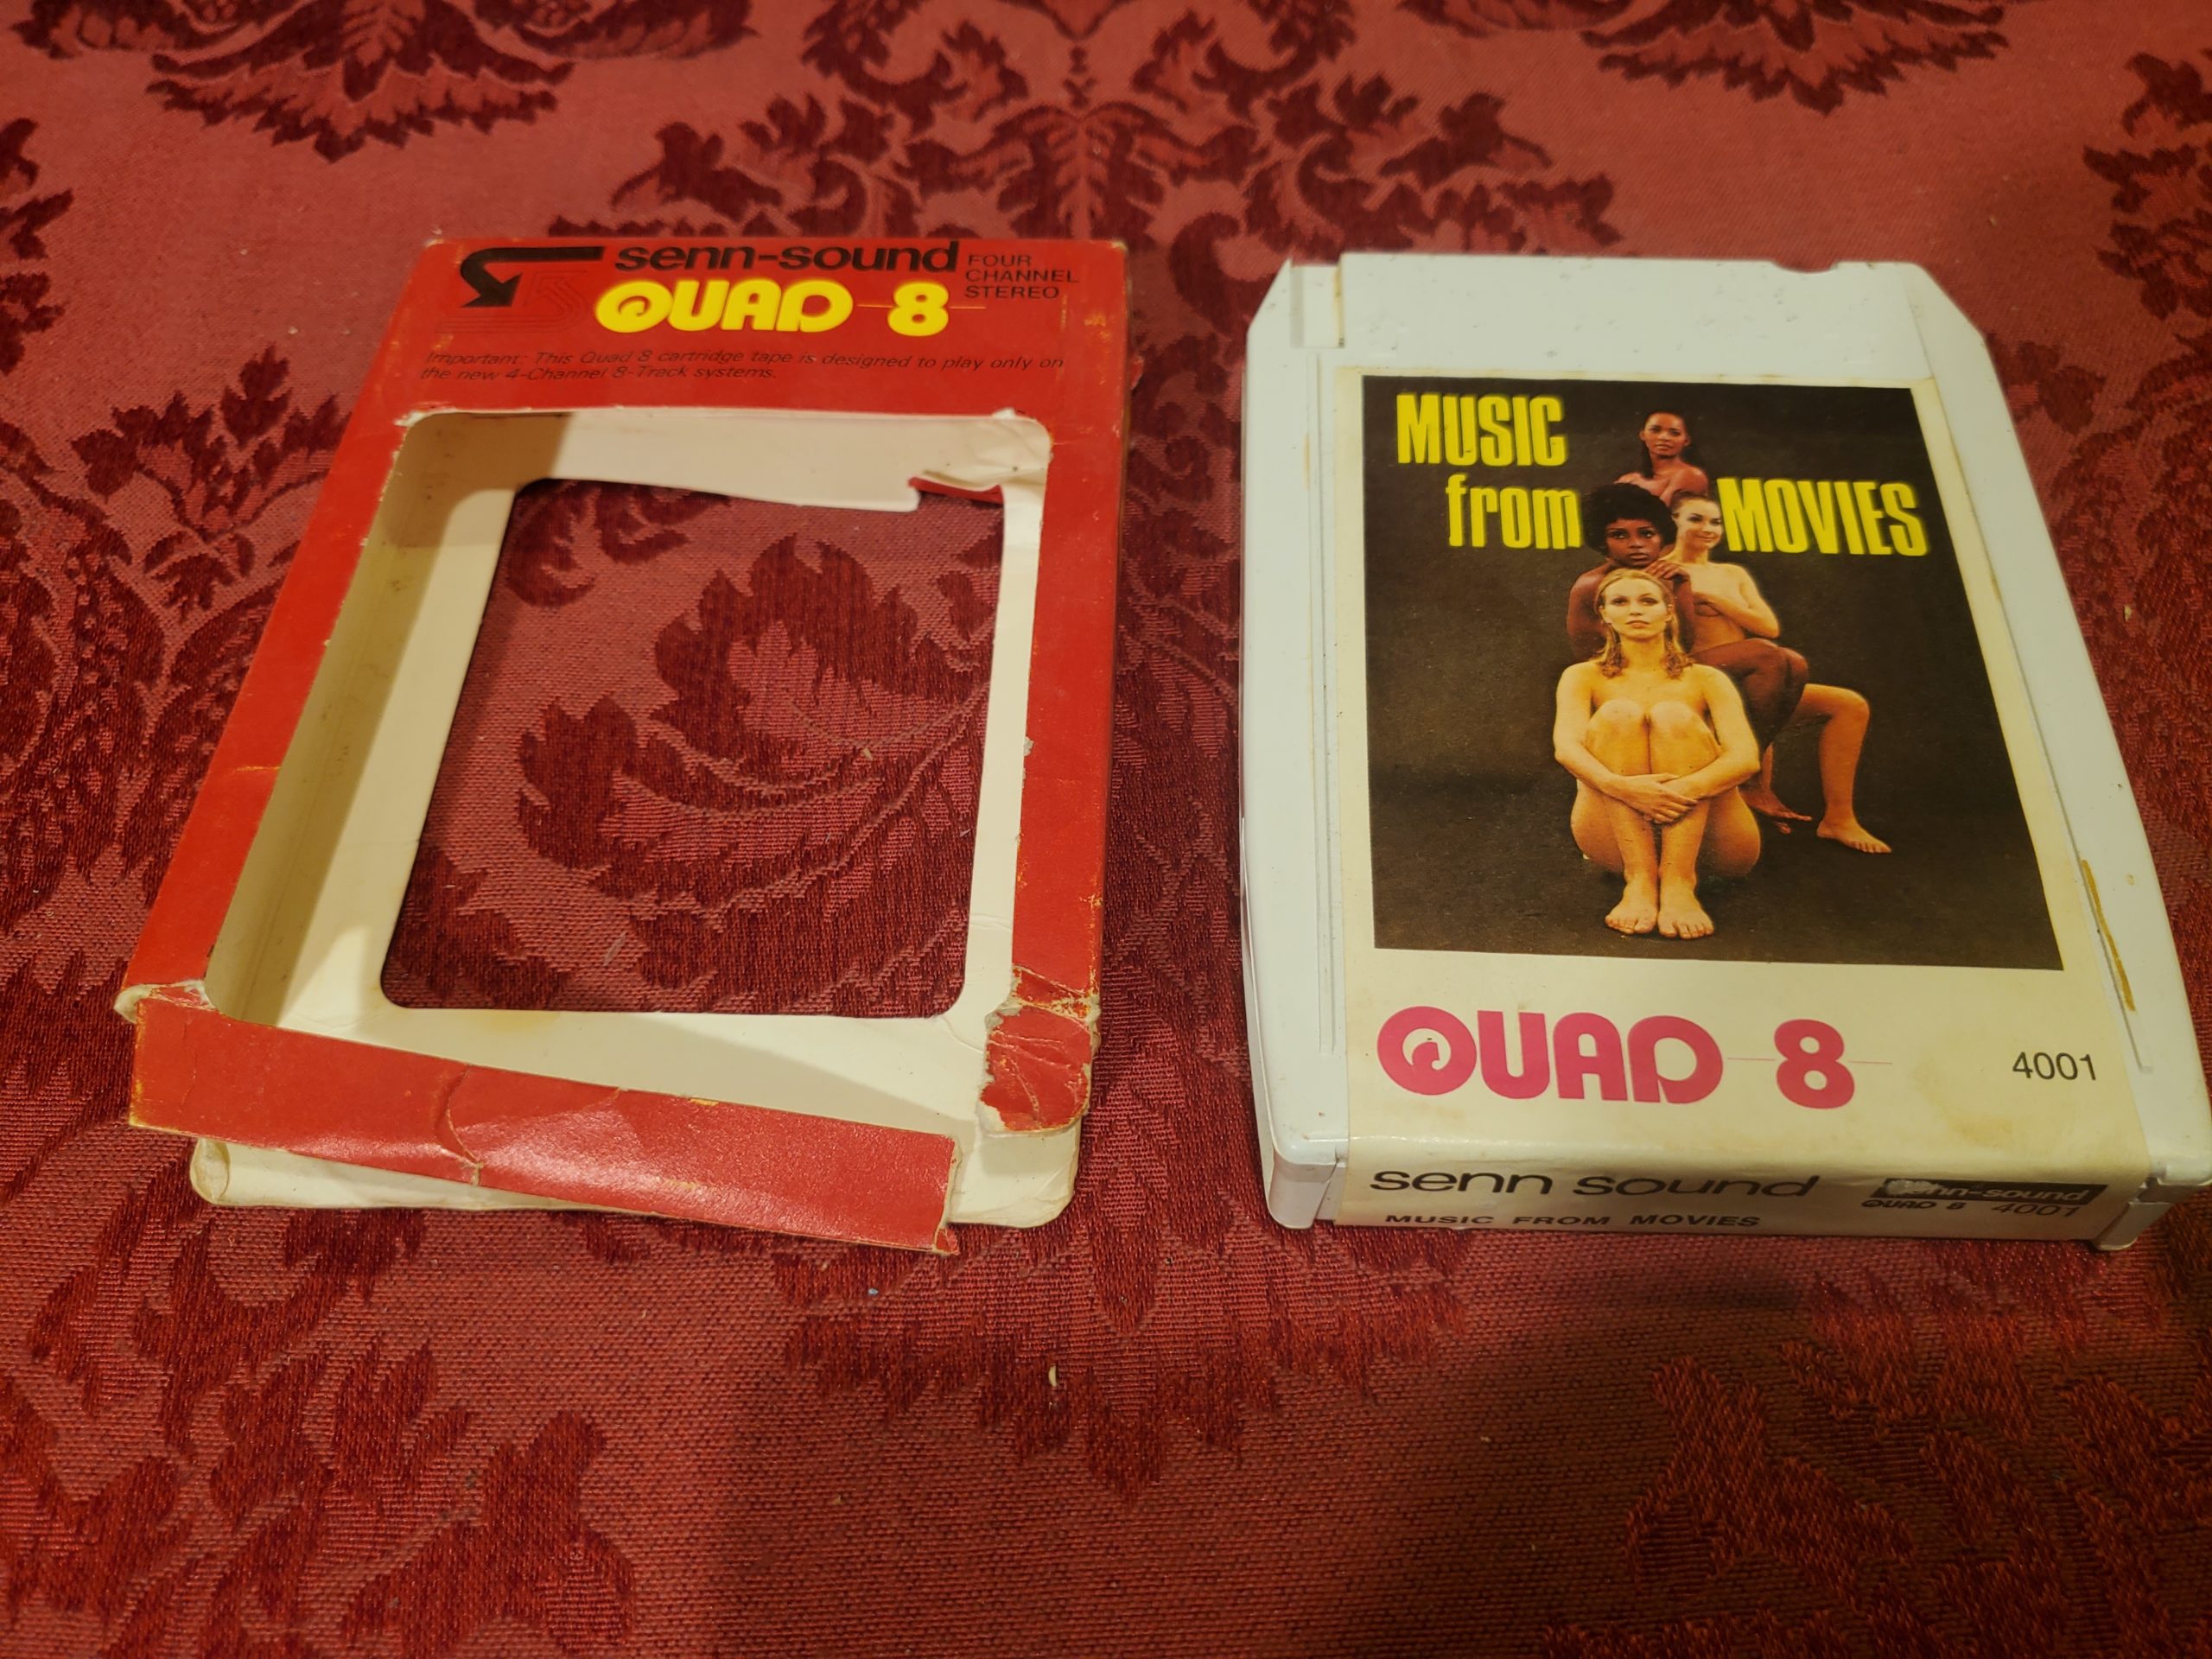 senn-sound
FOUR
CHANNEL
STEREO
QUAD-8
Important: This Quad 8 cartridge tape is designed to play only on
the new 4-Channel 8-Track systems.
MUSIC
from MOVIES
QUAD-8
4001
senn sound
MUSIC FROM MOVIES
senn-sound
QUAD 8 4001